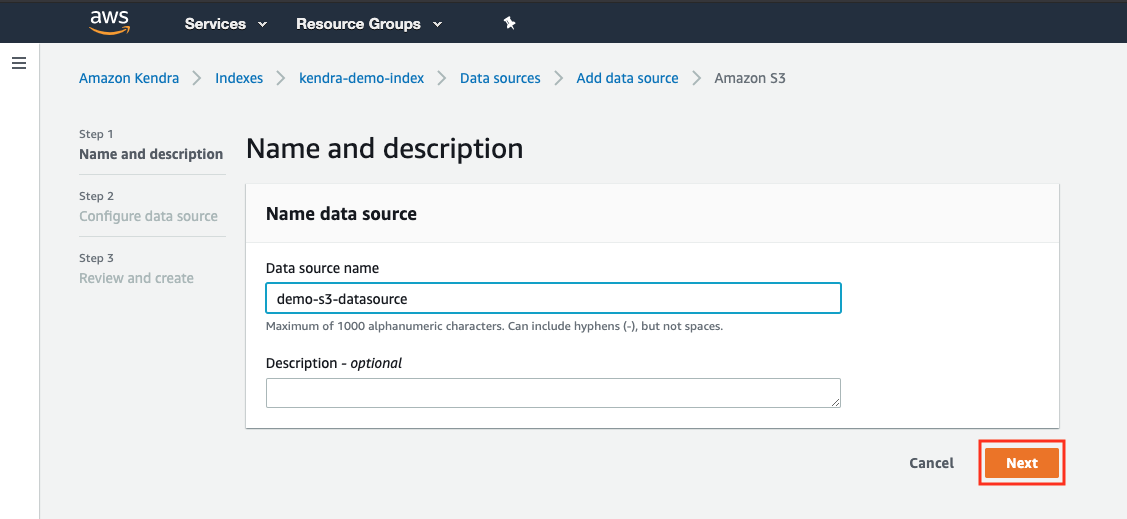 aws Services Resource Groups
Amazon Kendra Indexes kendra-demo-index Data sources Add data source Amazon S3
Step 1
Name and description
Step 2
Configure data source
Step 3
Review and create
Name and description
Name data source
Data source name
demo-s3-datasource
Maximum of 1000 alphanumeric characters. Can include hyphens (-), but not spaces.
Description - optional
Cancel Next